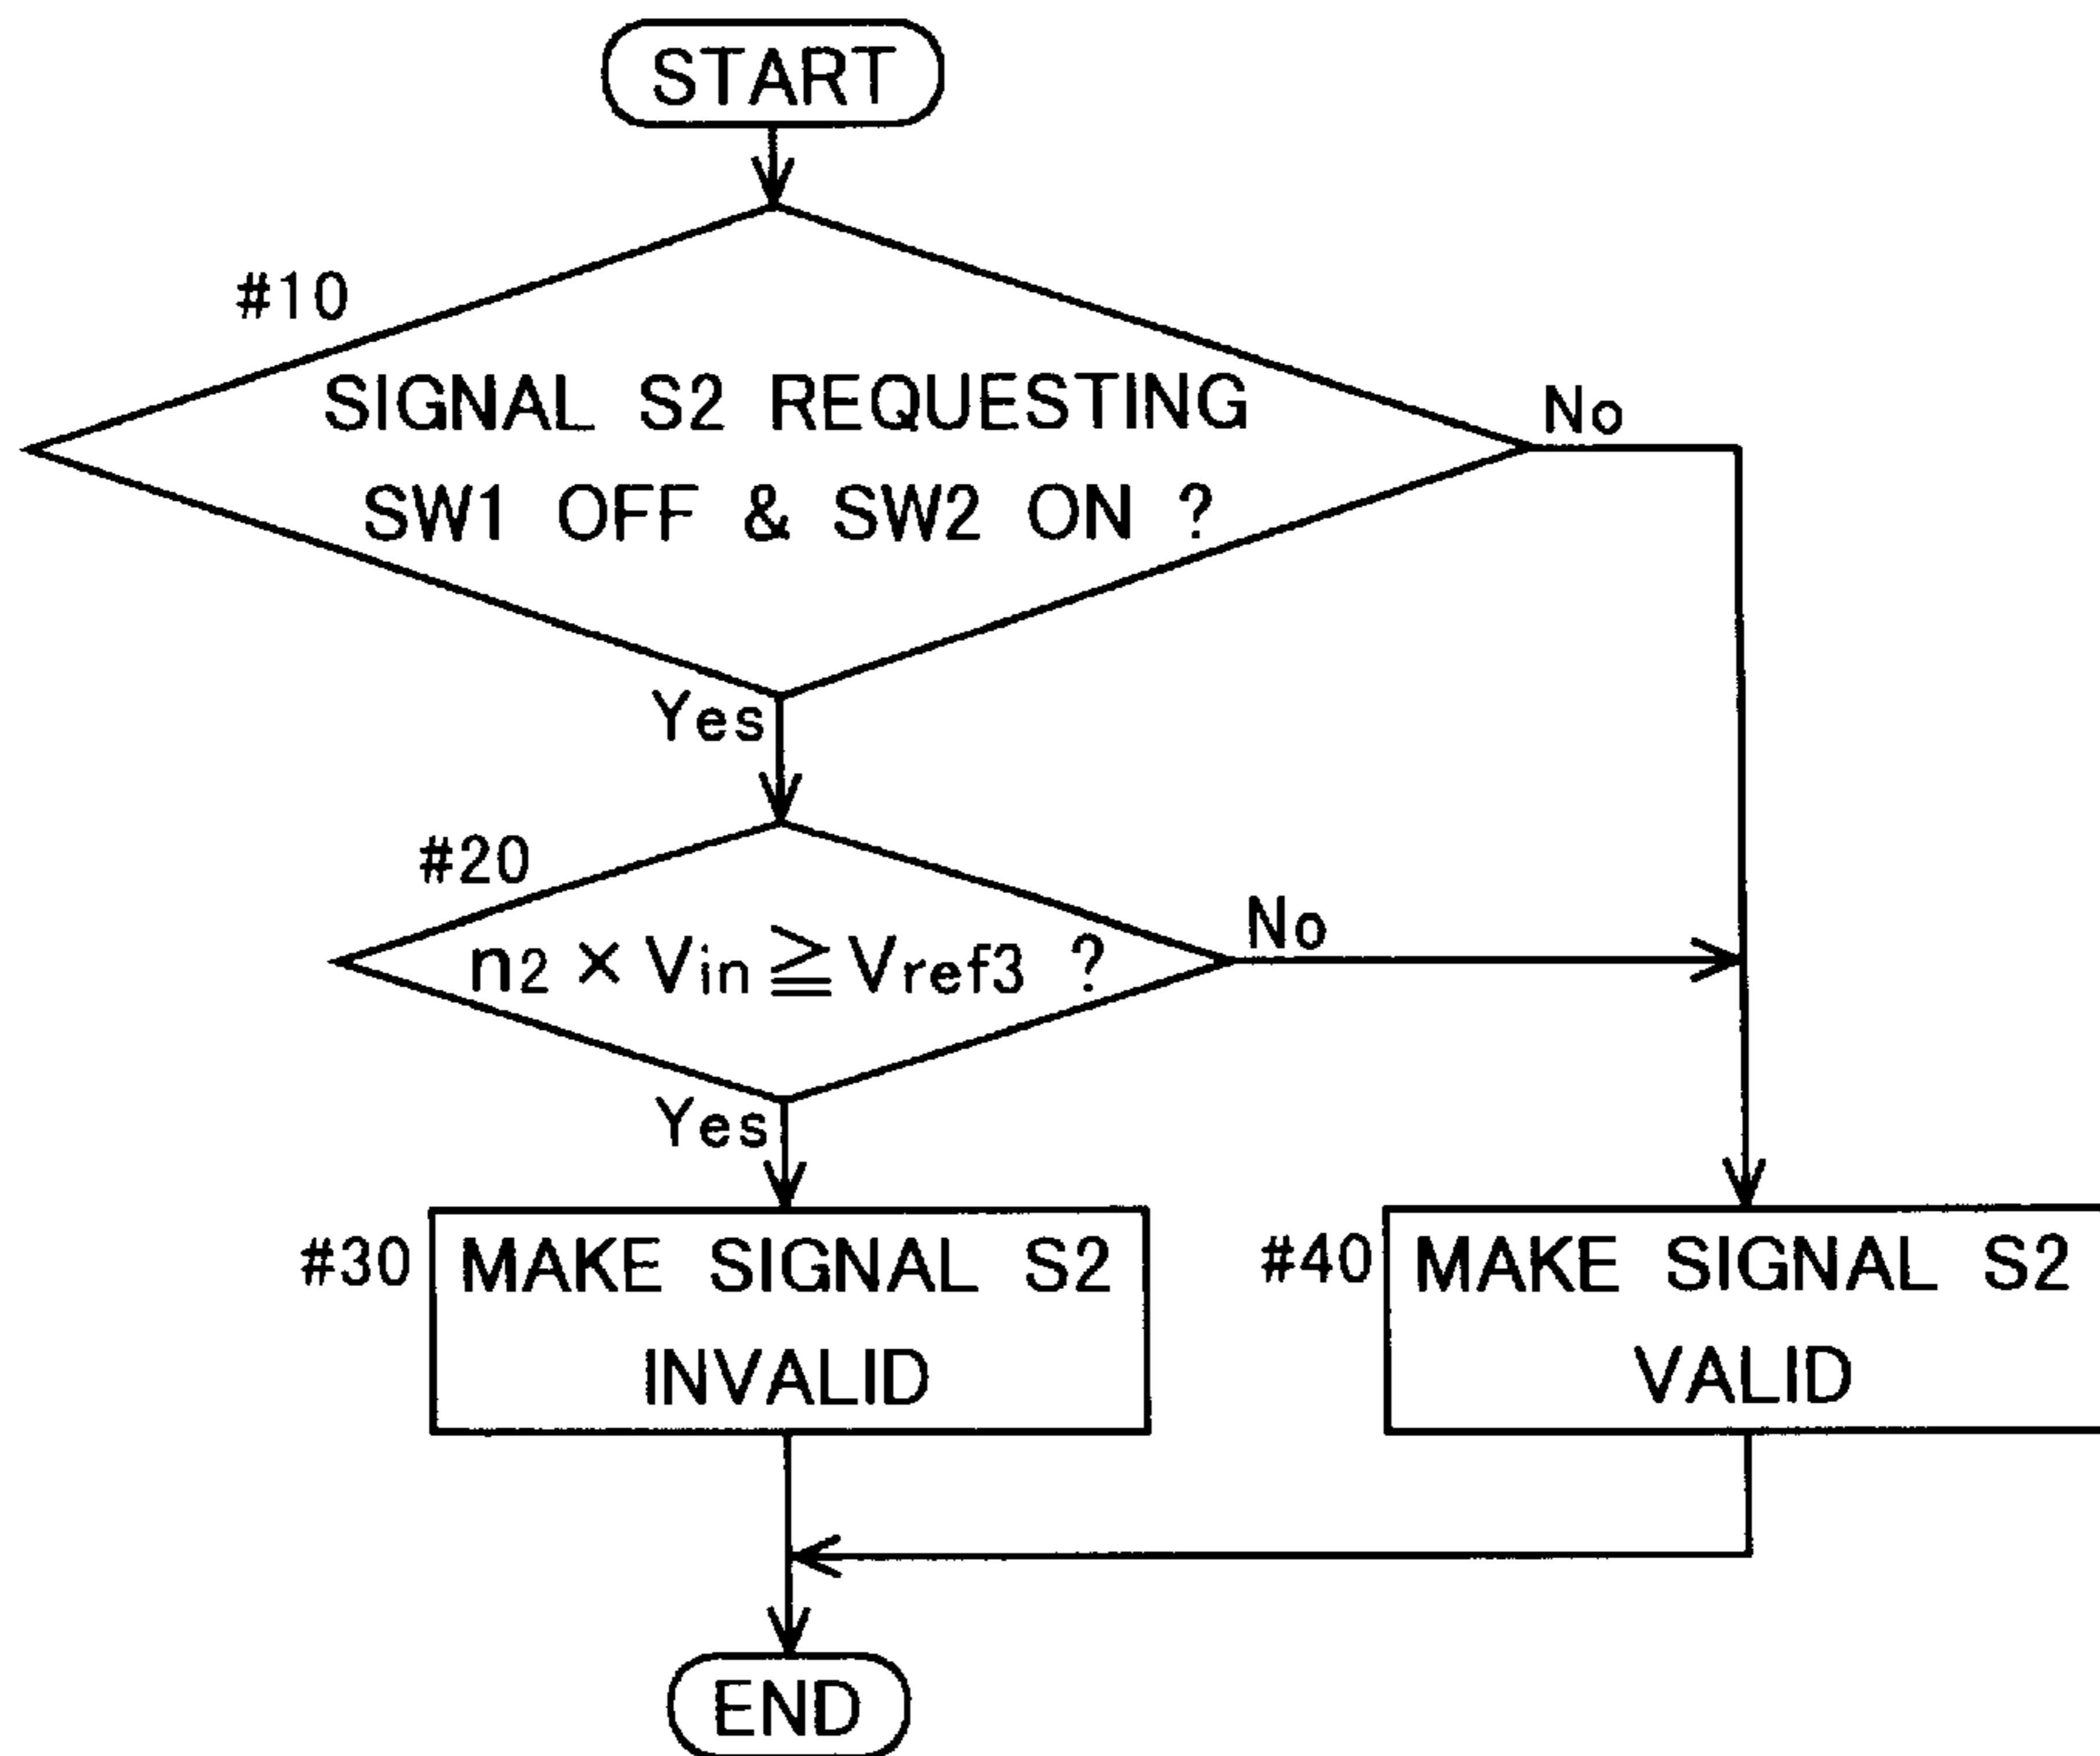 START
#10
SIGNAL S2 REQUESTING
SW1 OFF & SW2 ON ?
No
Yes
#20
n2 × Vin ≧ Vref3 ?
No
Yes
#30
MAKE SIGNAL S2
INVALID
#40
MAKE SIGNAL S2
VALID
END